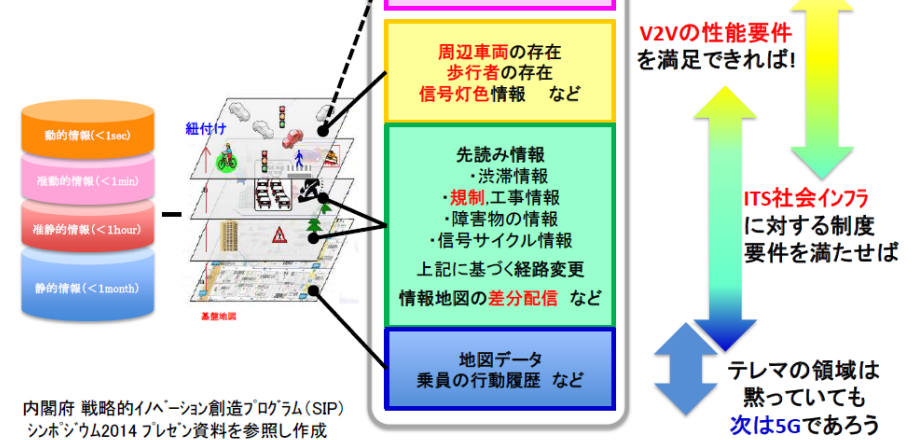 動的情報(<1sec)
准動的情報(<1min)
准静的情報(<1hour)
静的情報(<1month)
紐付け
基盤地図
周辺車両の存在
歩行者の存在
信号灯色情報 など
先読み情報
・渋滞情報
・規制,工事情報
・障害物の情報
・信号サイクル情報
上記に基づく経路変更
情報地図の差分配信 など
地図データ
乗員の行動履歴 など
V2Vの性能要件
を満足できれば!
ITS社会インフラ
に対する制度
要件を満たせば
テレマの領域は
黙っていても
次は5Gであろう
内閣府 戦略的イノベーション創造プログラム(SIP)
シンポジウム2014 プレゼン資料を参照し作成